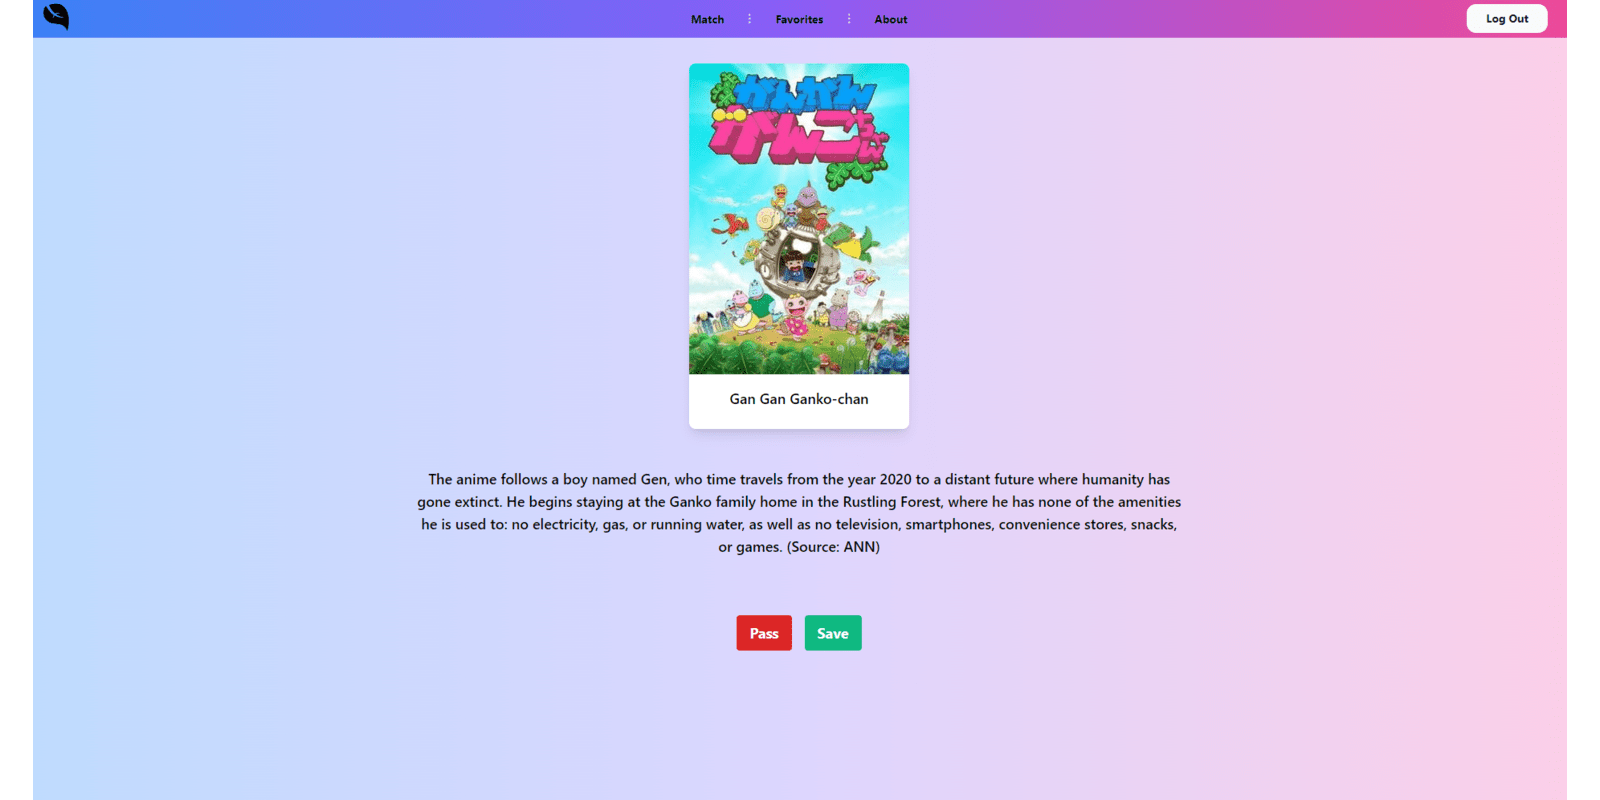 Match
Favorites
About
Log Out
がんがん
がんこちゃん
Gan Gan Ganko-chan
The anime follows a boy named Gen, who time travels from the year 2020 to a distant future where humanity has
gone extinct. He begins staying at the Ganko family home in the Rustling Forest, where he has none of the amenities
he is used to: no electricity, gas, or running water, as well as no television, smartphones, convenience stores, snacks,
or games. (Source: ANN)
Pass
Save